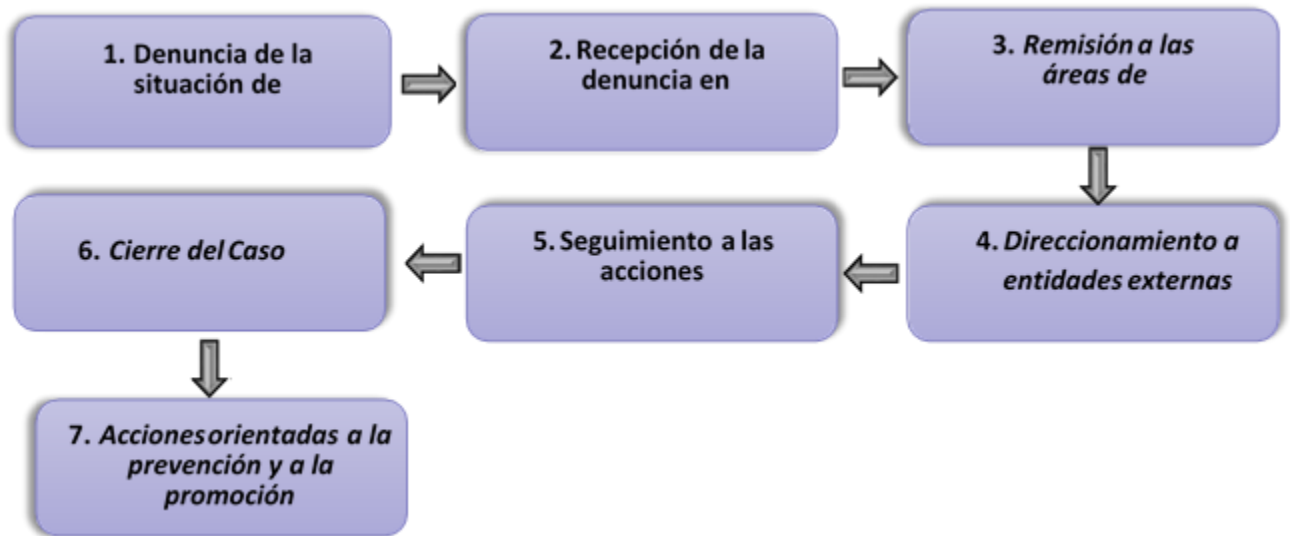 1. Denuncia de la
situación de
2. Recepción de la
denuncia en
3. Remisión a las
áreas de
4. Direccionamiento a
entidades externas
5. Seguimiento a las
acciones
6. Cierre del Caso
7. Acciones orientadas a la
prevención y a la
promoción